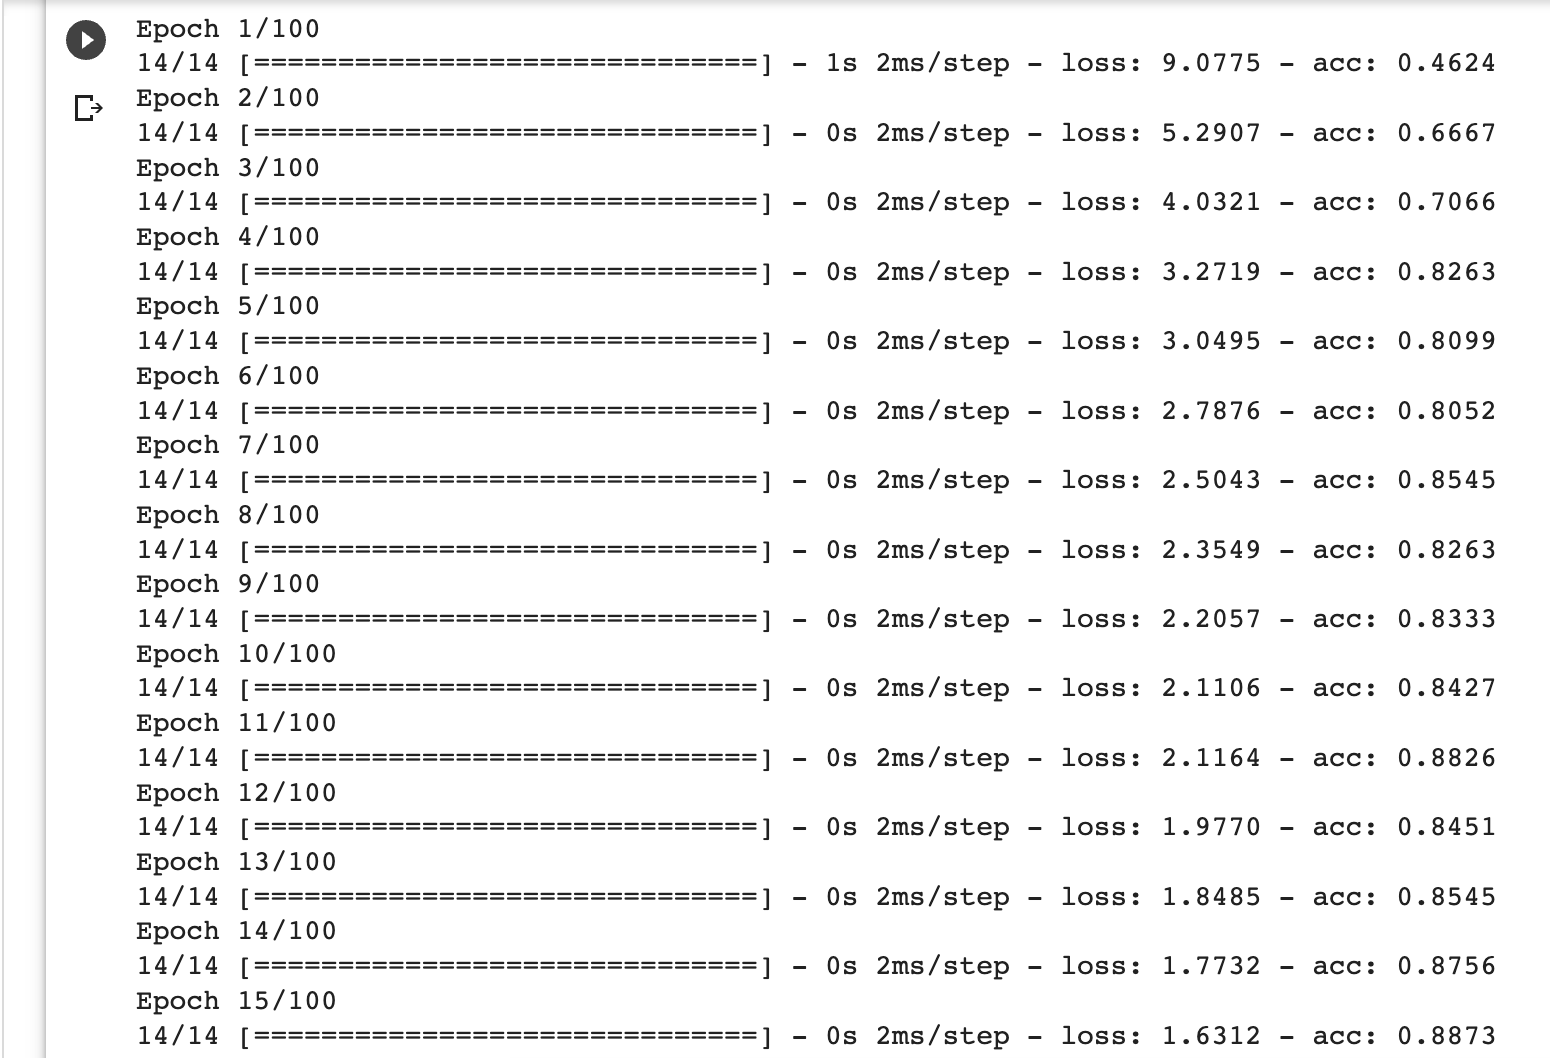 Epoch 1/100
14/14 [==============================] - 1s 2ms/step - loss: 9.0775 - acc: 0.4624
Epoch 2/100
14/14 [==============================] - 0s 2ms/step - loss: 5.2907 - acc: 0.6667
Epoch 3/100
14/14 [==============================] - 0s 2ms/step - loss: 4.0321 - acc: 0.7066
Epoch 4/100
14/14 [==============================] - 0s 2ms/step - loss: 3.2719 - acc: 0.8263
Epoch 5/100
14/14 [==============================] - 0s 2ms/step - loss: 3.0495 - acc: 0.8099
Epoch 6/100
14/14 [==============================] - 0s 2ms/step - loss: 2.7876 - acc: 0.8052
Epoch 7/100
14/14 [==============================] - 0s 2ms/step - loss: 2.5043 - acc: 0.8545
Epoch 8/100
14/14 [==============================] - 0s 2ms/step - loss: 2.3549 - acc: 0.8263
Epoch 9/100
14/14 [==============================] - 0s 2ms/step - loss: 2.2057 - acc: 0.8333
Epoch 10/100
14/14 [==============================] - 0s 2ms/step - loss: 2.1106 - acc: 0.8427
Epoch 11/100
14/14 [==============================] - 0s 2ms/step - loss: 2.1164 - acc: 0.8826
Epoch 12/100
14/14 [==============================] - 0s 2ms/step - loss: 1.9770 - acc: 0.8451
Epoch 13/100
14/14 [==============================] - 0s 2ms/step - loss: 1.8485 - acc: 0.8545
Epoch 14/100
14/14 [==============================] - 0s 2ms/step - loss: 1.7732 - acc: 0.8756
Epoch 15/100
14/14 [==============================] - 0s 2ms/step - loss: 1.6312 - acc: 0.8873